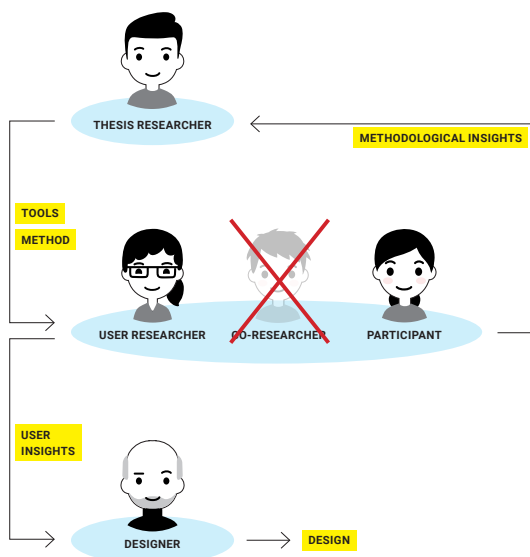 THESIS RESEARCHER
METHODOLOGICAL INSIGHTS
TOOLS
METHOD
USER RESEARCHER
CO-RESEARCHER
PARTICIPANT
USER
INSIGHTS
DESIGNER
DESIGN